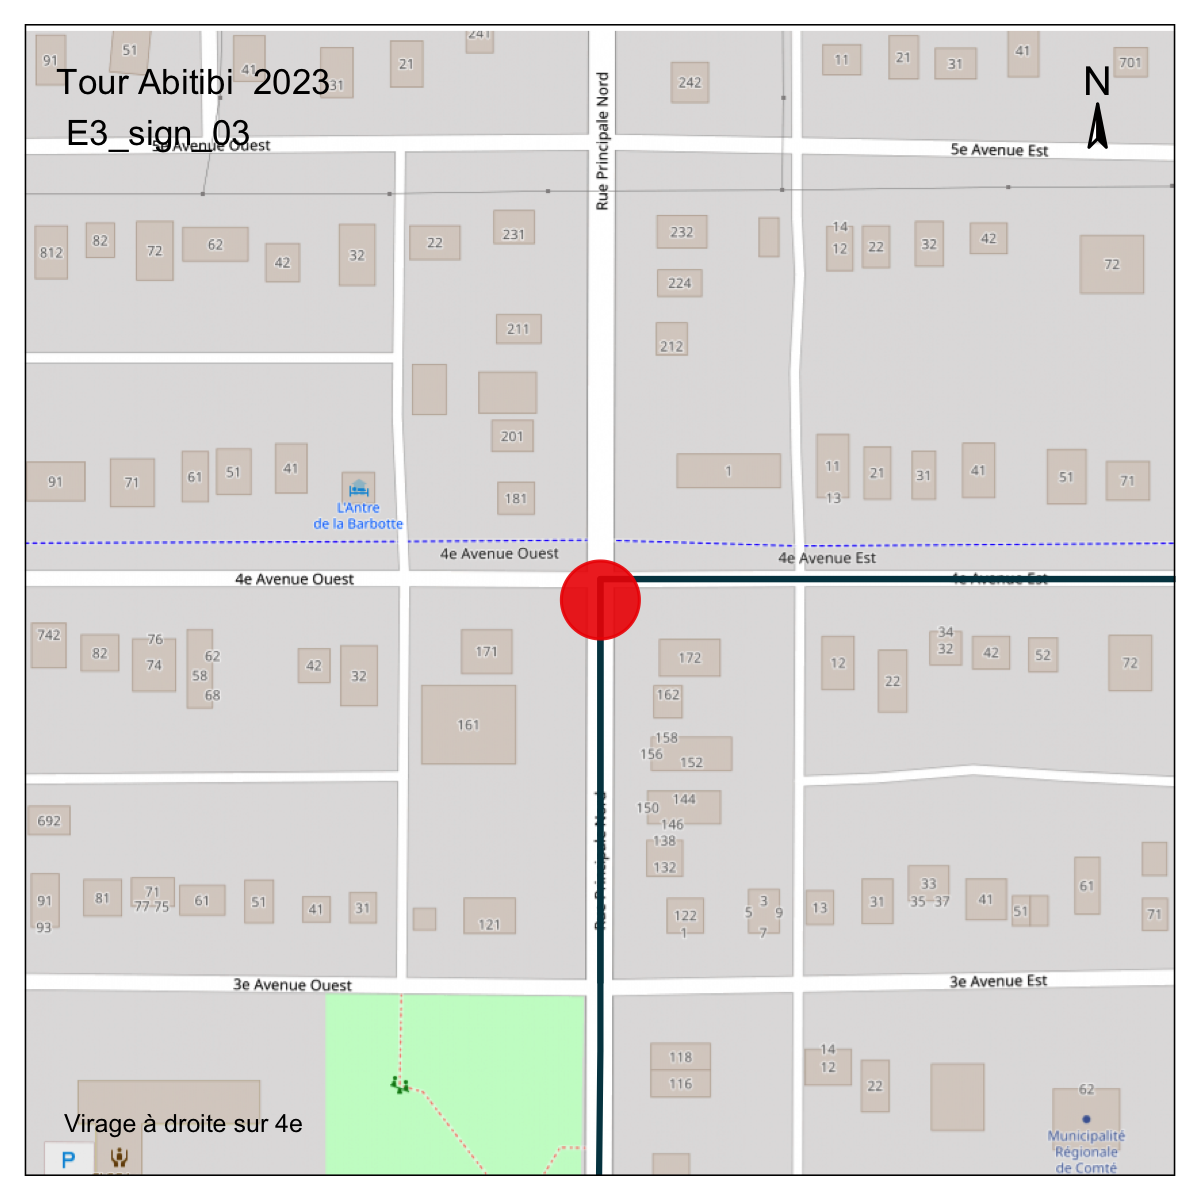 241
91 51 41 31 21 242 11 21 31 41 701
Tour Abitibi 2023
N
E3_sign_03
5e Avenue Ouest
Rue Principale Nord
5e Avenue Est
812 82 72 62 42 32 22 231 232 14 12 22 32 42 72
224
211
212
201
91 71 61 51 41 1 11 21 31 41 51 71
181 13
L'Antre
de la Barbotte
4e Avenue Ouest
4e Avenue Est
4e Avenue Ouest
4e Avenue Est
742 82 76 74 62 58 68 42 32 171 172 12 22 34 32 42 52 72
162
161
158
156 152
144
150
146
138
132
Rue Principale Nord
692
91 81 71 61 51 41 31 121 122 3 13 31 33 41 51 61 71
93 77 75 1 5 9 7 35 37
3e Avenue Ouest
3e Avenue Est
118
116
14
12 22 62
Virage à droite sur 4e
P
Municipalité
Régionale
de Comté